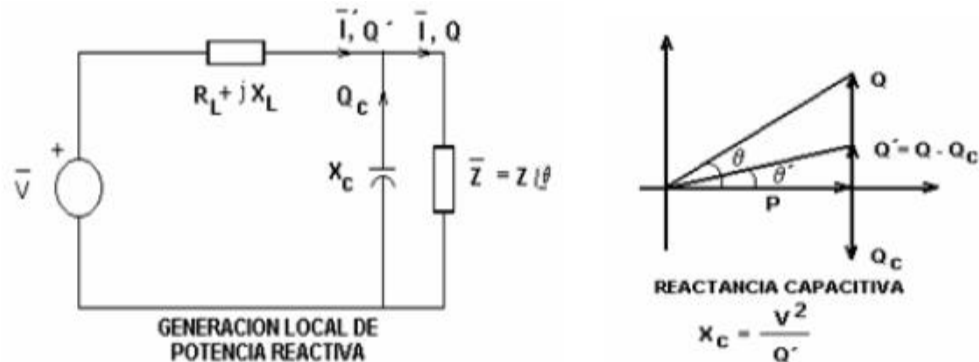 Ī', Q´ Ī, Q
R_L + j X_L
Q_C
+
V̄
X_C
Z̄ = Z∠θ
GENERACION LOCAL DE
POTENCIA REACTIVA
Q
Q´= Q - Q_C
θ
θ´
P
Q_C
REACTANCIA CAPACITIVA
X_C = V² / Q´